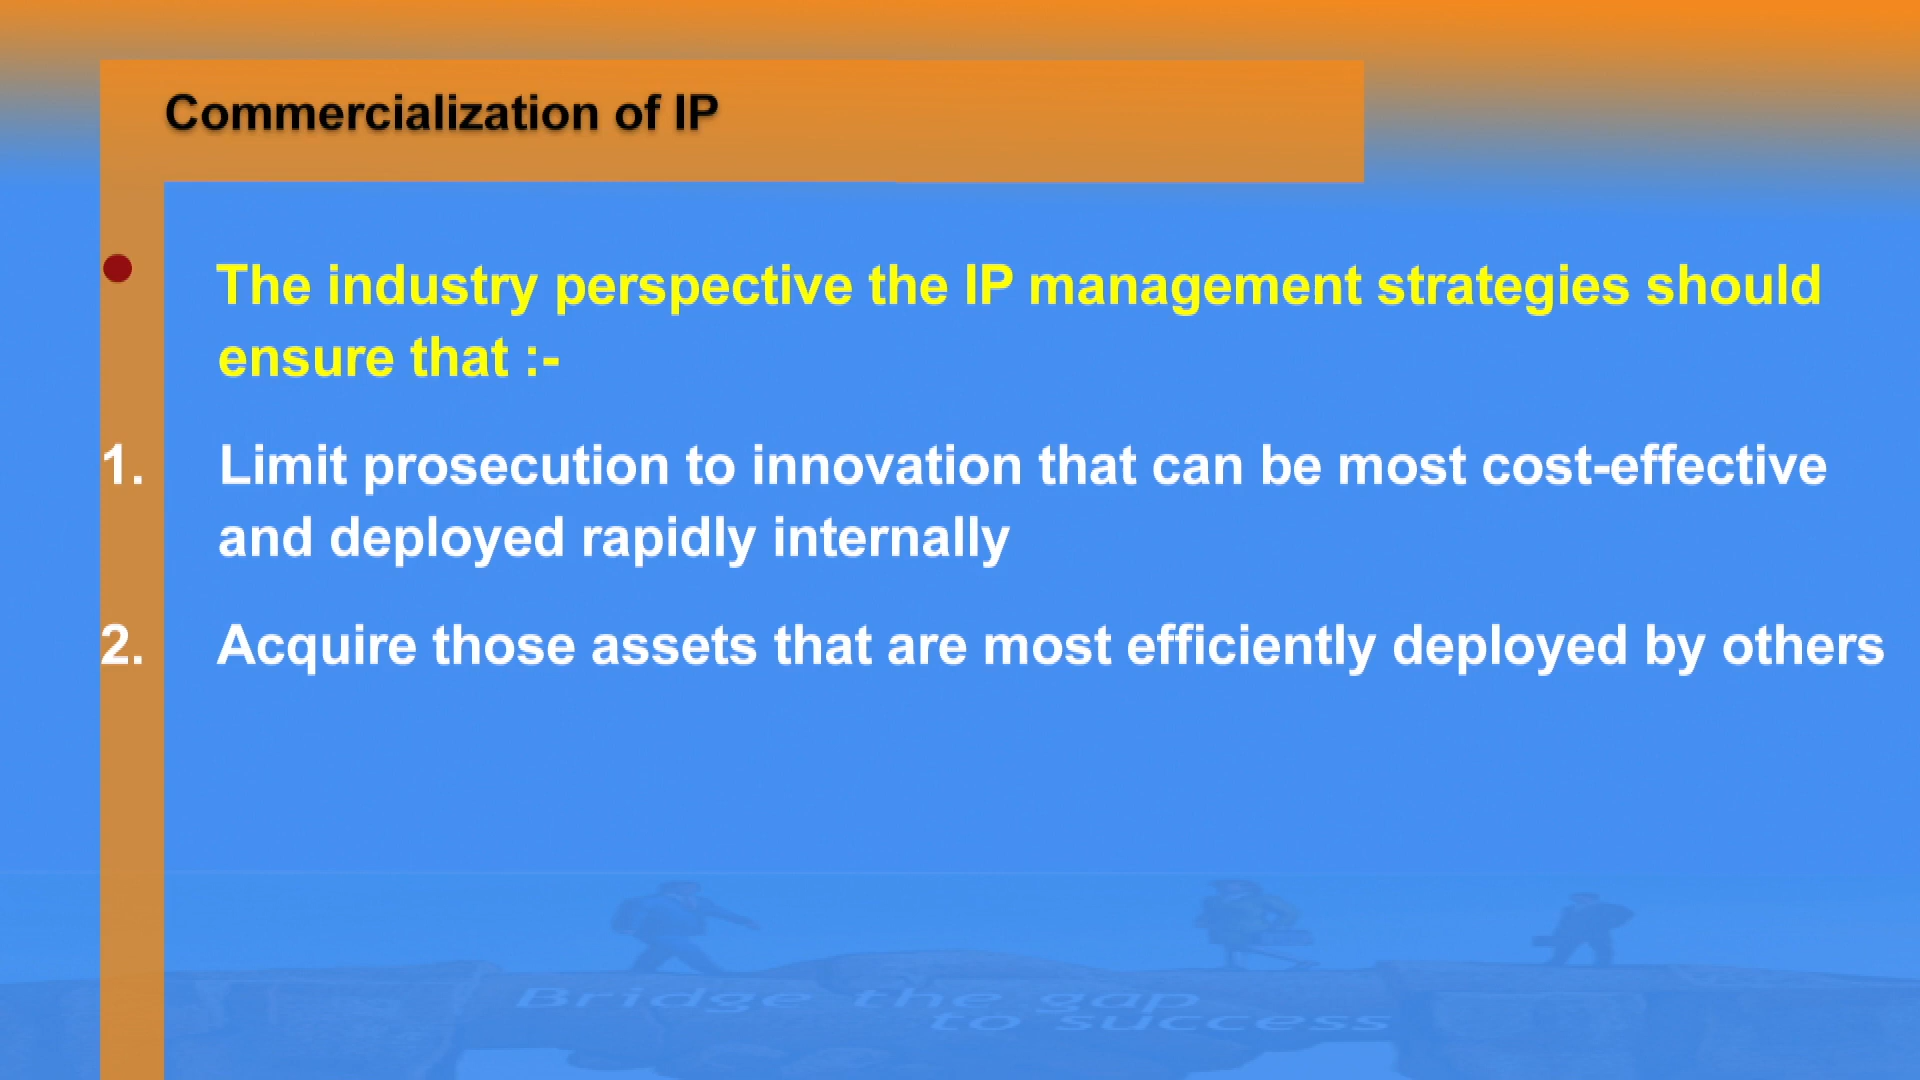 Commercialization of IP
• The industry perspective the IP management strategies should
ensure that :-
1. Limit prosecution to innovation that can be most cost-effective
and deployed rapidly internally
2. Acquire those assets that are most efficiently deployed by others
Bridge the gap
to success